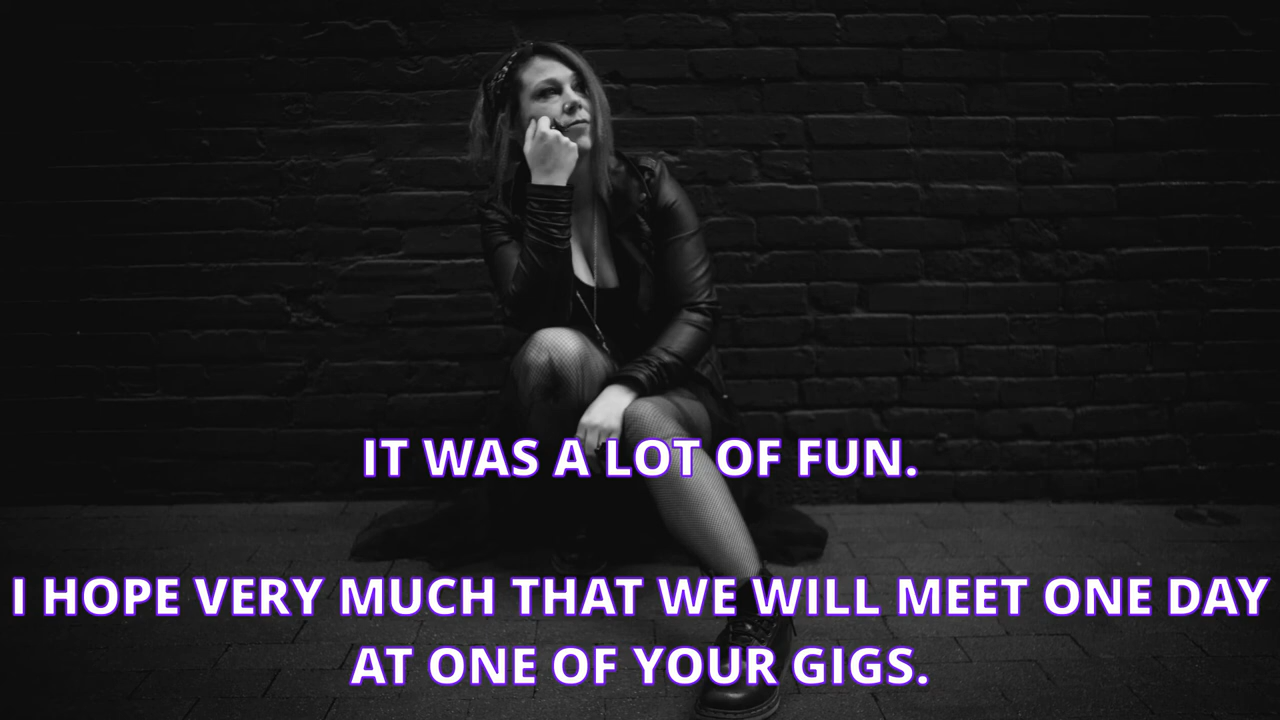 IT WAS A LOT OF FUN.
I HOPE VERY MUCH THAT WE WILL MEET ONE DAY
AT ONE OF YOUR GIGS.